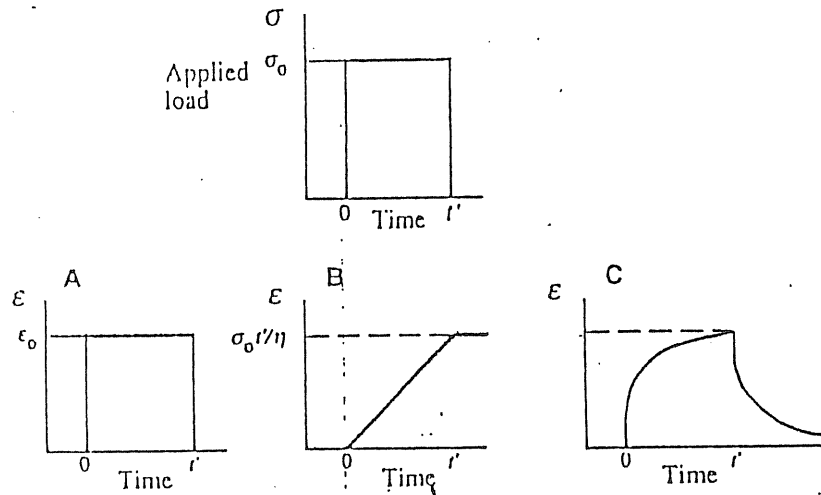 σ
Applied load
σ₀
0 Time t'
A
B
C
ε
ε
ε
ε₀
σ₀t'/η
0 Time t'
0 Time t'
0 Time t'